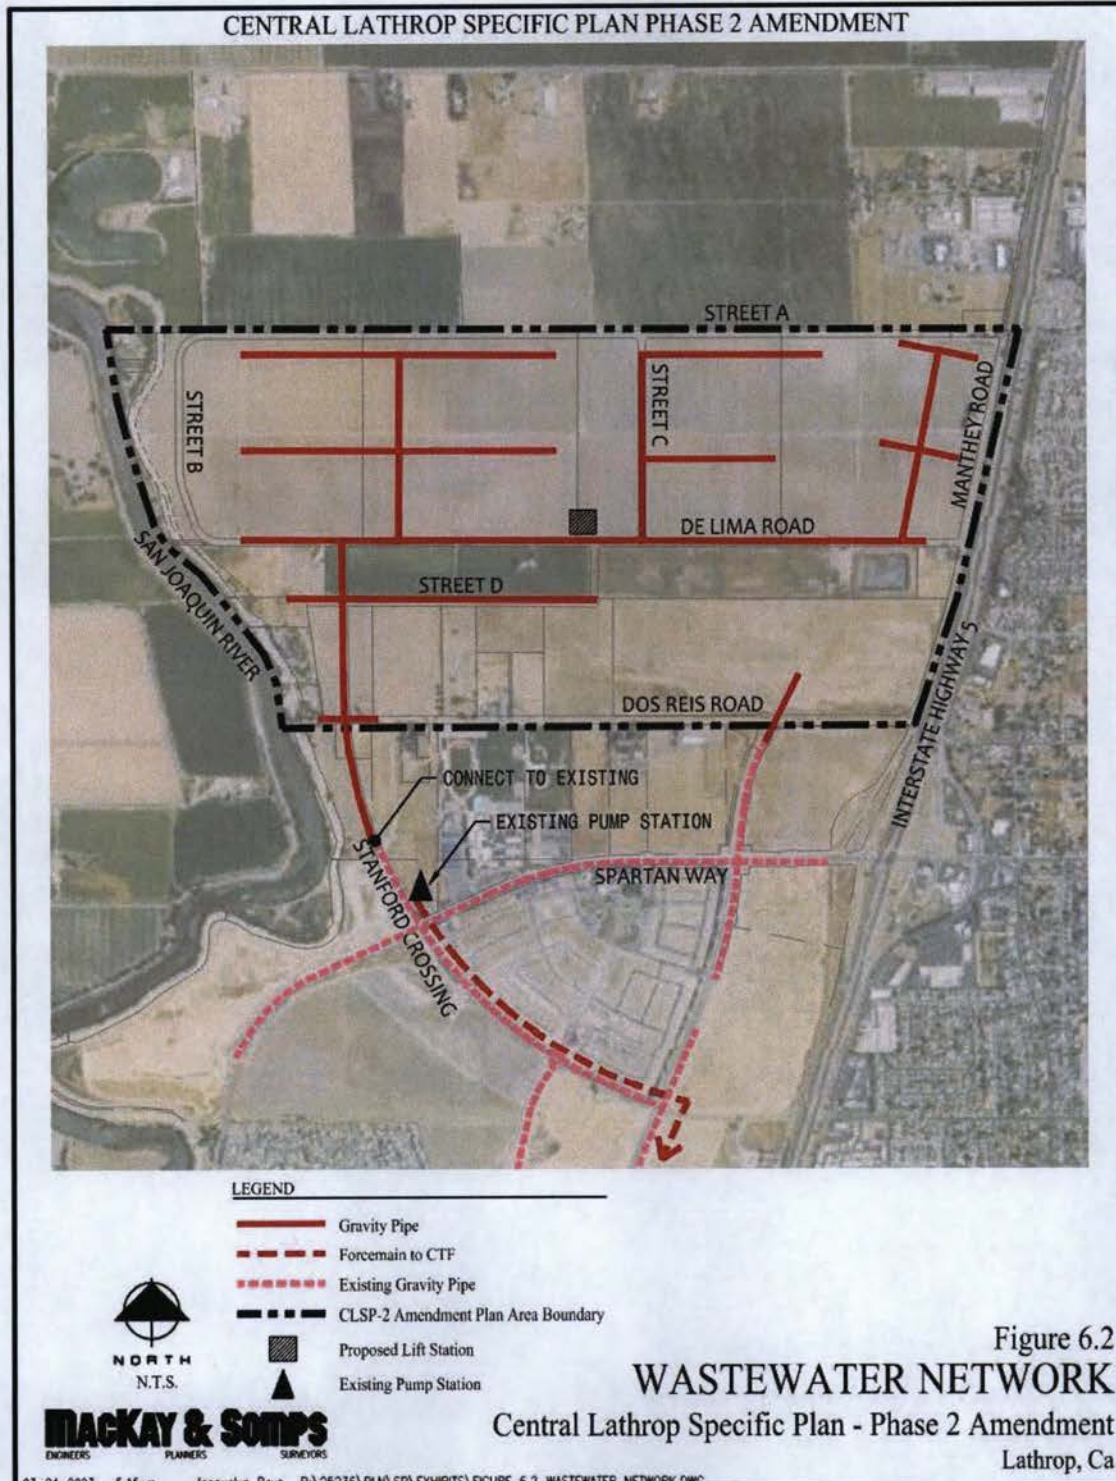 CENTRAL LATHROP SPECIFIC PLAN PHASE 2 AMENDMENT
STREET A
STREET B
STREET C
MANTHEY ROAD
DE LIMA ROAD
SAN JOAQUIN RIVER
STREET D
DOS REIS ROAD
INTERSTATE HIGHWAY 5
CONNECT TO EXISTING
EXISTING PUMP STATION
STANFORD CROSSING
SPARTAN WAY
LEGEND
Gravity Pipe
Forcemain to CTF
Existing Gravity Pipe
CLSP-2 Amendment Plan Area Boundary
Proposed Lift Station
Existing Pump Station
NORTH
N.T.S.
MACKAY & SOMPS
ENGINEERS PLANNERS SURVEYORS
Figure 6.2
WASTEWATER NETWORK
Central Lathrop Specific Plan - Phase 2 Amendment
Lathrop, Ca